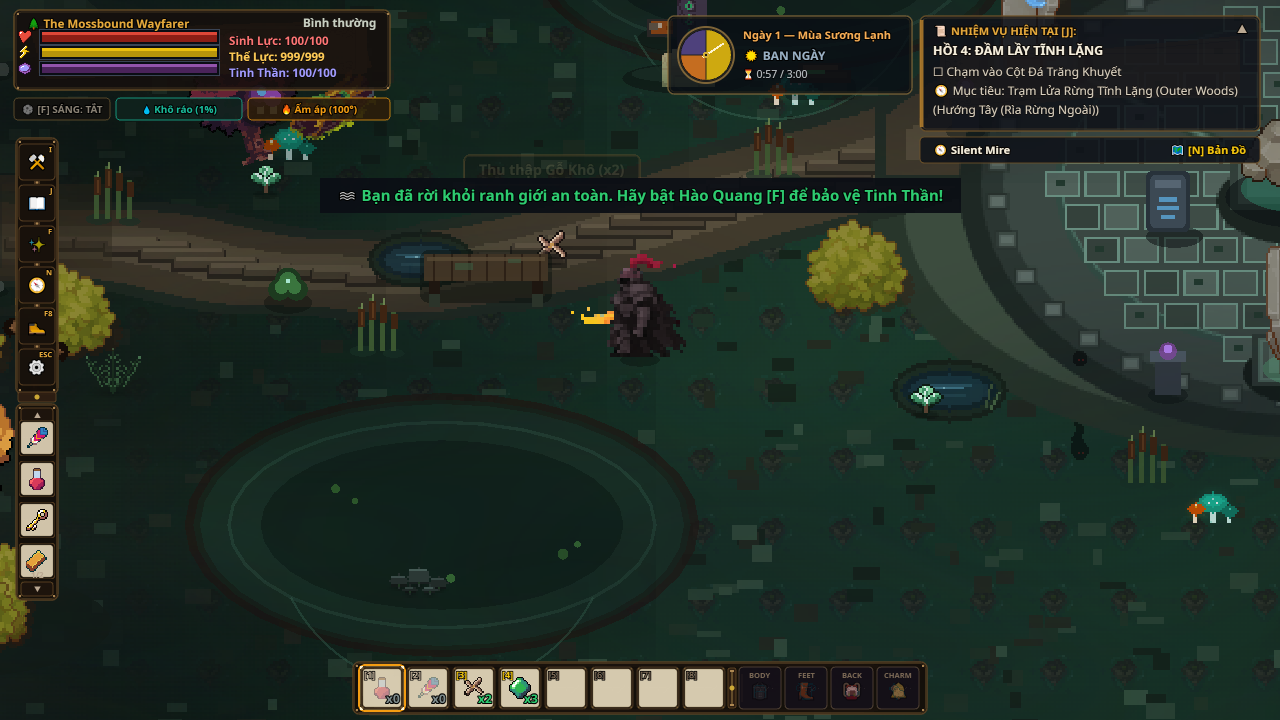 The Mossbound Wayfarer
Bình thường
Sinh Lực: 100/100
Thể Lực: 999/999
Tinh Thần: 100/100
[F] SÁNG: TẮT
Khô ráo (1%)
Ấm áp (100°)
Ngày 1 — Mùa Sương Lạnh
BAN NGÀY
0:57 / 3:00
NHIỆM VỤ HIỆN TẠI [J]:
HỒI 4: ĐẦM LẦY TĨNH LẶNG
☐ Chạm vào Cột Đá Trăng Khuyết
Mục tiêu: Trạm Lửa Rừng Tĩnh Lặng (Outer Woods)
(Hướng Tây (Rìa Rừng Ngoài))
Silent Mire
[N] Bản Đồ
Thu thập Gỗ Khô (x2)
Bạn đã rời khỏi ranh giới an toàn. Hãy bật Hào Quang [F] để bảo vệ Tinh Thần!
I
J
F
N
F8
ESC
[1]
x0
[2]
x0
[3]
x2
[4]
x3
[5]
[6]
[7]
[8]
BODY
FEET
BACK
CHARM